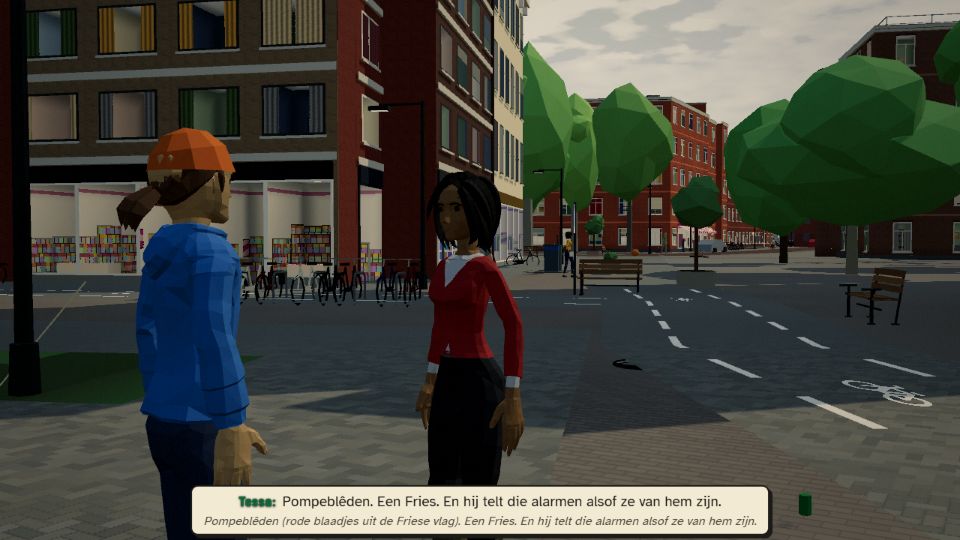 Tessa: Pompeblêden. Een Fries. En hij telt die alarmen alsof ze van hem zijn.
Pompeblêden (rode blaadjes uit de Friese vlag). Een Fries. En hij telt die alarmen alsof ze van hem zijn.